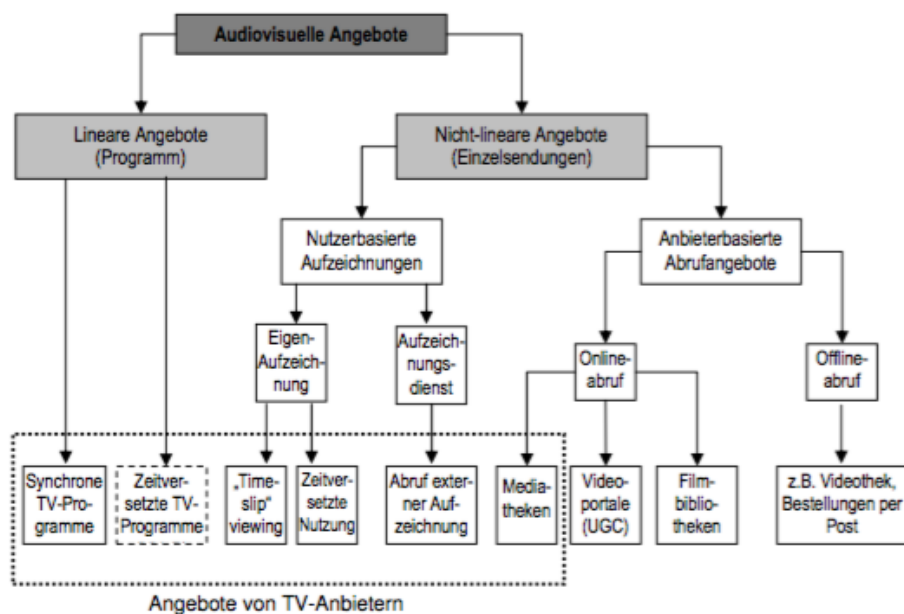 Audiovisuelle Angebote
Lineare Angebote
(Programm)
Nicht-lineare Angebote
(Einzelsendungen)
Nutzerbasierte
Aufzeichnungen
Anbieterbasierte
Abrufangebote
Eigen-
Aufzeich-
nung
Aufzeich-
nungs-
dienst
Online-
abruf
Offline-
abruf
Synchrone
TV-Pro-
gramme
Zeitver-
setzte TV-
Programme
„Time-
slip“
viewing
Zeitver-
setzte
Nutzung
Abruf exter-
ner Auf-
zeichnung
Media-
theken
Video-
portale
(UGC)
Film-
biblio-
theken
z.B. Videothek,
Bestellungen per
Post
Angebote von TV-Anbietern